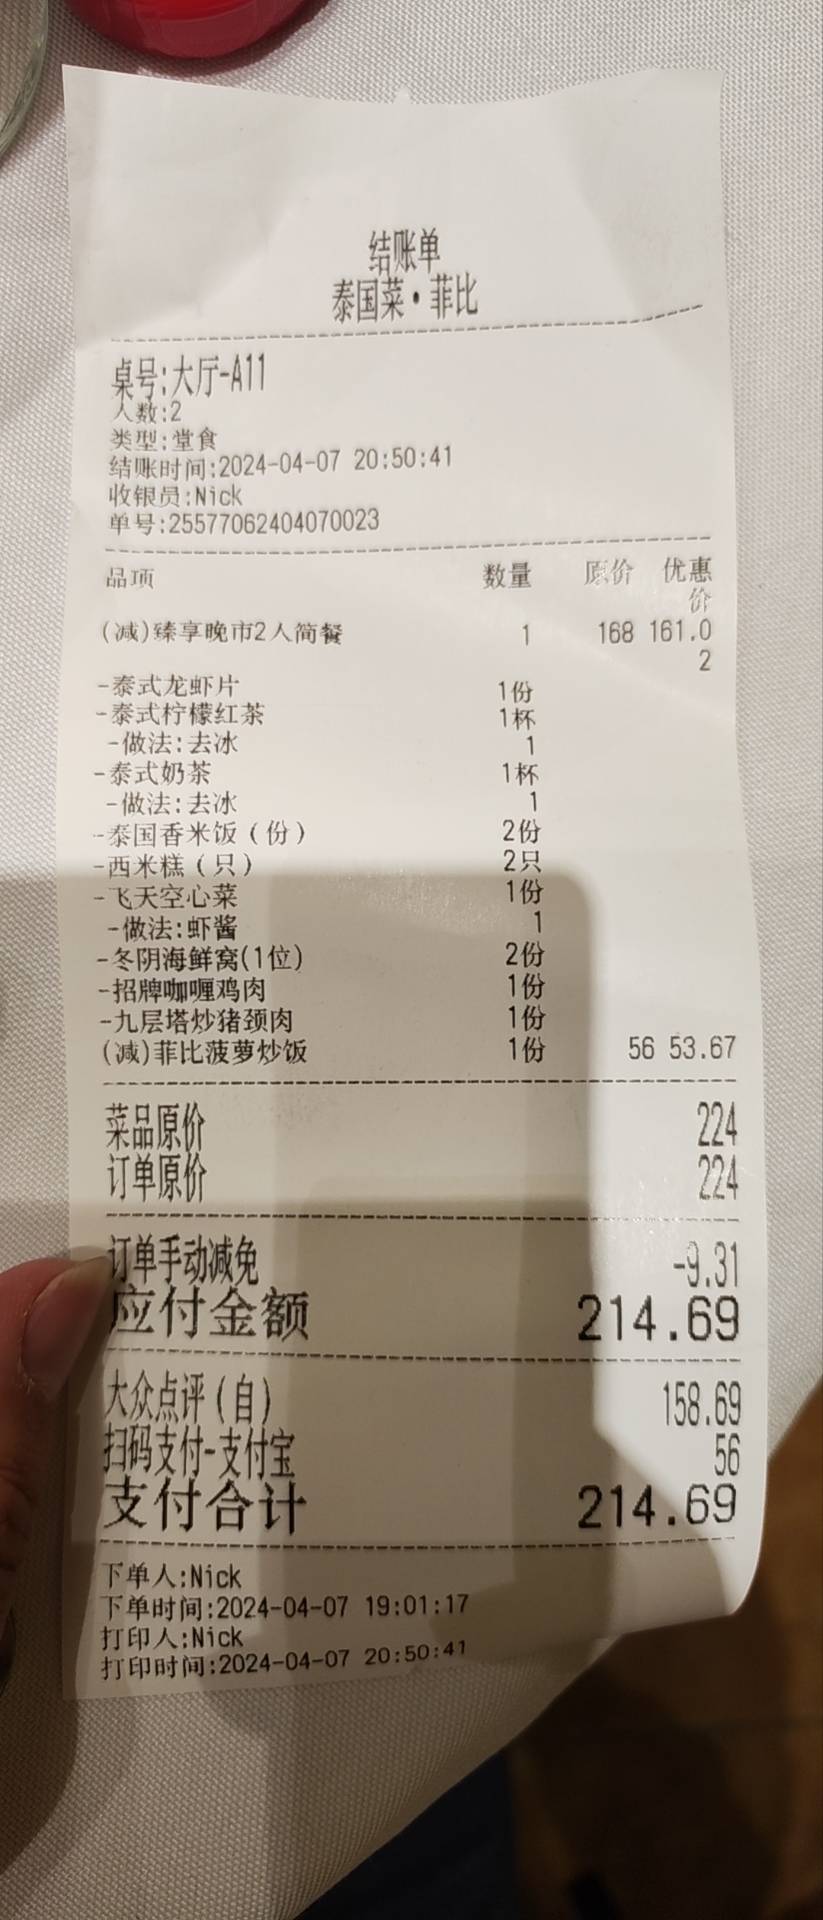 结账单
泰国菜·菲比
桌号:大厅-A11
人数:2
类型:堂食
结账时间:2024-04-07 20:50:41
收银员:Nick
单号:25577062404070023
品项 数量 原价 优惠
价
(减)臻享晚市2人简餐 1 168 161.0
2
-泰式龙虾片 1份
-泰式柠檬红茶 1杯
-做法:去冰 1
-泰式奶茶 1杯
-做法:去冰 1
-泰国香米饭(份) 2份
-西米糕(只) 2只
-飞天空心菜 1份
-做法:虾酱 1
-冬阴海鲜窝(1位) 2份
-招牌咖喱鸡肉 1份
-九层塔炒猪颈肉 1份
(减)菲比菠萝炒饭 1份 56 53.67
菜品原价 224
订单原价 224
订单手动减免 -9.31
应付金额 214.69
大众点评(自) 158.69
扫码支付-支付宝 56
支付合计 214.69
下单人:Nick
下单时间:2024-04-07 19:01:17
打印人:Nick
打印时间:2024-04-07 20:50:41